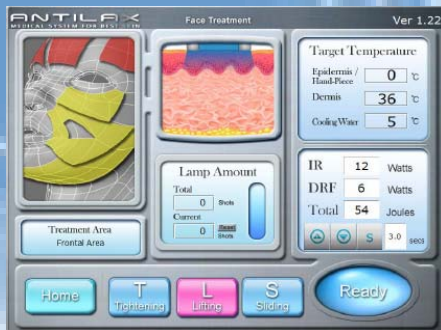 ANTILAX
MEDICAL SYSTEM FOR BEST SKIN
Face Treatment
Ver 1.22
Target Temperature
Epidermis / Hand-Piece 0 ℃
Dermis 36 ℃
Cooling Water 5 ℃
Lamp Amount
Total
0 Shots
Current
0 Reset Shots
IR 12 Watts
DRF 6 Watts
Total 54 Joules
S 3.0 secs
Treatment Area
Frontal Area
Home
T Tightening
L Lifting
S Sliding
Ready